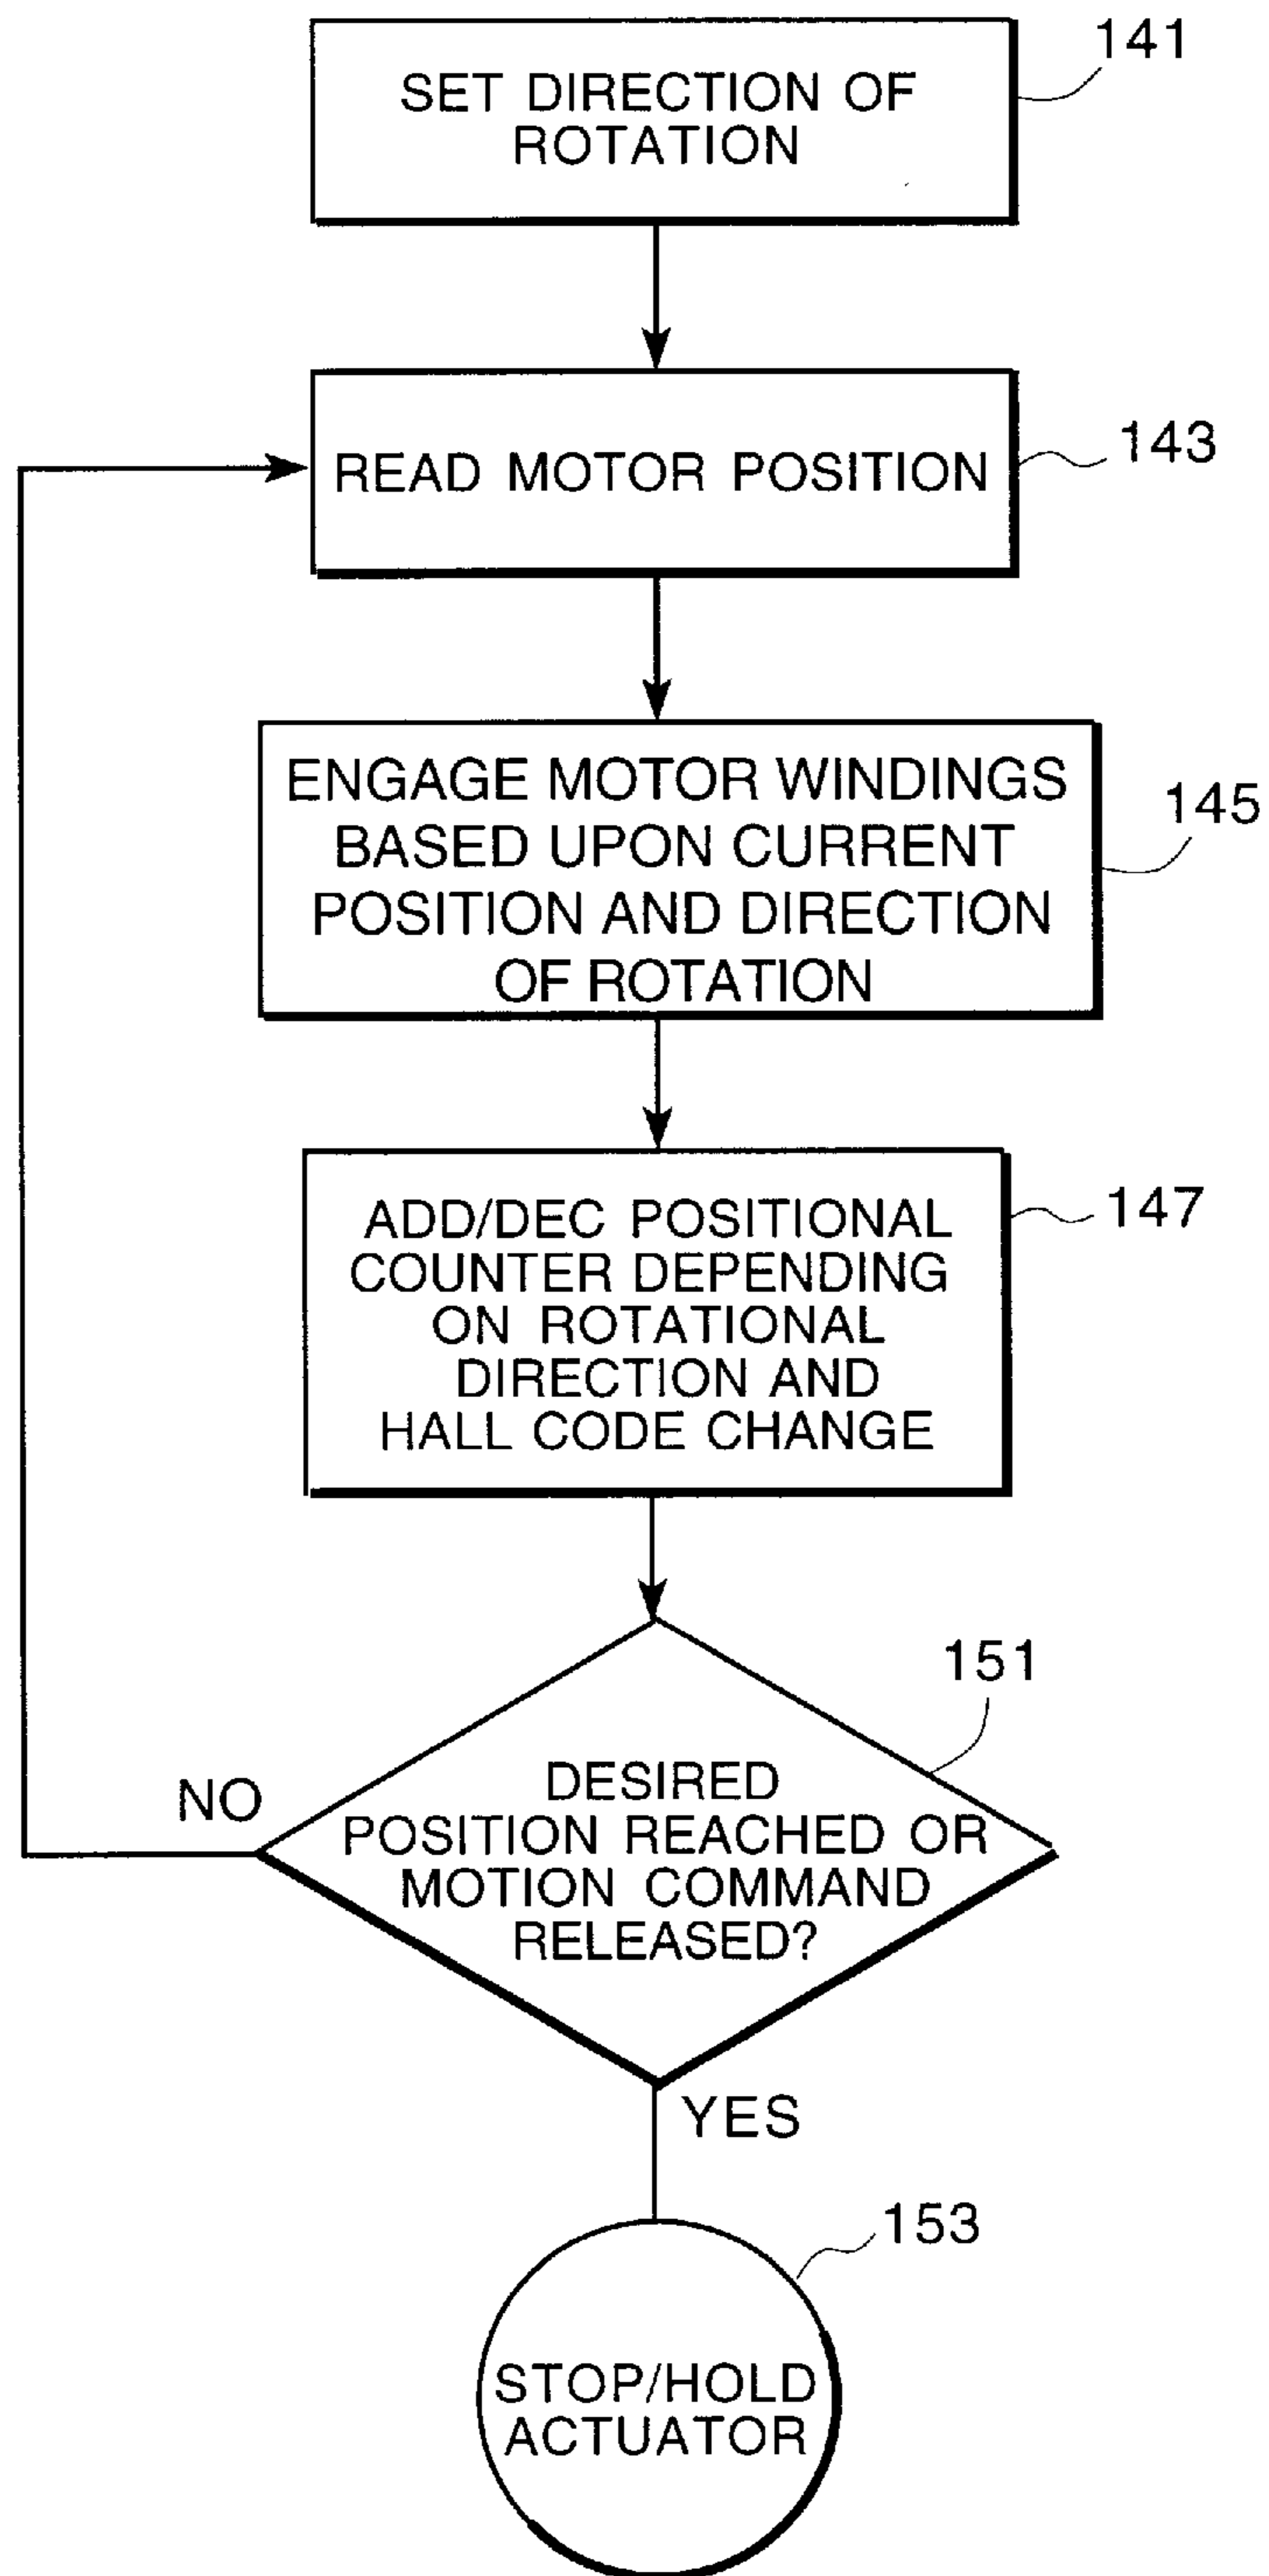 141
SET DIRECTION OF
ROTATION
143
READ MOTOR POSITION
ENGAGE MOTOR WINDINGS
BASED UPON CURRENT
POSITION AND DIRECTION
OF ROTATION
145
ADD/DEC POSITIONAL
COUNTER DEPENDING
ON ROTATIONAL
DIRECTION AND
HALL CODE CHANGE
147
151
DESIRED
POSITION REACHED OR
MOTION COMMAND
RELEASED?
NO
YES
153
STOP/HOLD
ACTUATOR